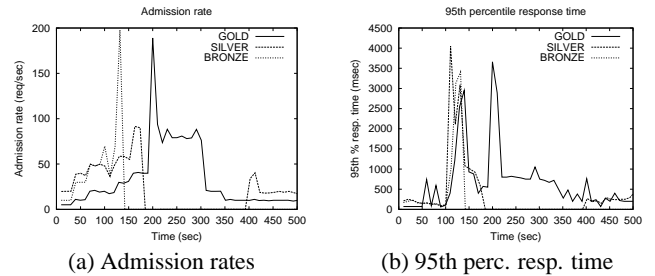 Admission rate
GOLD
SILVER
BRONZE
Admission rate (req/sec)
200
150
100
50
0
0 50 100 150 200 250 300 350 400 450 500
Time (sec)
(a) Admission rates
95th percentile response time
GOLD
SILVER
BRONZE
95th % resp. time (msec)
4500
4000
3500
3000
2500
2000
1500
1000
500
0
0 50 100 150 200 250 300 350 400 450 500
Time (sec)
(b) 95th perc. resp. time